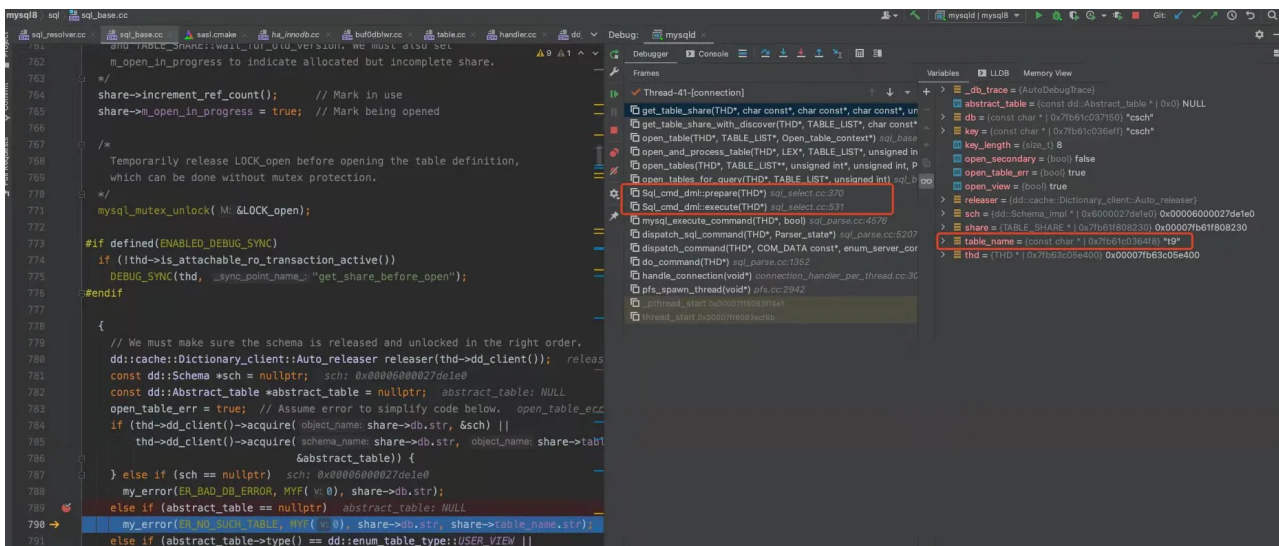 mysql8 sql sql_base.cc
mysqld | mysql8
Git:
sql_resolver.cc sql_base.cc sasl.cmake ha_innodb.cc buf0dblwr.cc table.cc handler.cc dd_
Debug: mysqld
Debugger Console
Frames
Variables LLDB Memory View
761 and TABLE_SHARE::wait_for_old_version. We must also set
762 m_open_in_progress to indicate allocated but incomplete share.
763 */
764 share->increment_ref_count(); // Mark in use
765 share->m_open_in_progress = true; // Mark being opened
766
767 /*
768 Temporarily release LOCK_open before opening the table definition,
769 which can be done without mutex protection.
770 */
771 mysql_mutex_unlock( M: &LOCK_open);
772
773 #if defined(ENABLED_DEBUG_SYNC)
774 if (!thd->is_attachable_ro_transaction_active())
775 DEBUG_SYNC(thd, _sync_point_name_: "get_share_before_open");
776 #endif
777
778 {
779 // We must make sure the schema is released and unlocked in the right order.
780 dd::cache::Dictionary_client::Auto_releaser releaser(thd->dd_client()); releas
781 const dd::Schema *sch = nullptr; sch: 0x00006000027de1e0
782 const dd::Abstract_table *abstract_table = nullptr; abstract_table: NULL
783 open_table_err = true; // Assume error to simplify code below. open_table_err
784 if (thd->dd_client()->acquire( object_name: share->db.str, &sch) ||
785 thd->dd_client()->acquire( schema_name: share->db.str, object_name: share->tabl
786 &abstract_table)) {
787 } else if (sch == nullptr) sch: 0x00006000027de1e0
788 my_error(ER_BAD_DB_ERROR, MYF( v: 0), share->db.str);
789 else if (abstract_table == nullptr) abstract_table: NULL
790 my_error(ER_NO_SUCH_TABLE, MYF( v: 0), share->db.str, share->table_name.str);
791 else if (abstract_table->type() == dd::enum_table_type::USER_VIEW ||
9 1
Thread-41-[connection]
get_table_share(THD*, char const*, char const*, char const*, un
get_table_share_with_discover(THD*, TABLE_LIST*, char const*
open_table(THD*, TABLE_LIST*, Open_table_context*) sql_base
open_and_process_table(THD*, LEX*, TABLE_LIST*, unsigned in
open_tables(THD*, TABLE_LIST**, unsigned int*, unsigned int, P
open_tables_for_query(THD*, TABLE_LIST*, unsigned int) sql_b
Sql_cmd_dml::prepare(THD*) sql_select.cc:370
Sql_cmd_dml::execute(THD*) sql_select.cc:531
mysql_execute_command(THD*, bool) sql_parse.cc:4576
dispatch_sql_command(THD*, Parser_state*) sql_parse.cc:5207
dispatch_command(THD*, COM_DATA const*, enum_server_cor
do_command(THD*) sql_parse.cc:1352
handle_connection(void*) connection_handler_per_thread.cc:30
pfs_spawn_thread(void*) pfs.cc:2942
_pthread_start
thread_start
_db_trace = {AutoDebugTrace}
abstract_table = {const dd::Abstract_table * | 0x0} NULL
db = {const char * | 0x7fb61c037150} "csch"
key = {const char * | 0x7fb61c036eff} "csch"
key_length = {size_t} 8
open_secondary = {bool} false
open_table_err = {bool} true
open_view = {bool} true
releaser = {dd::cache::Dictionary_client::Auto_releaser}
sch = {dd::Schema_impl * | 0x6000027de1e0} 0x00006000027de1e0
share = {TABLE_SHARE * | 0x7fb61f808230} 0x00007fb61f808230
table_name = {const char * | 0x7fb61c0364f8} "t9"
thd = {THD * | 0x7fb63c05e400} 0x00007fb63c05e400